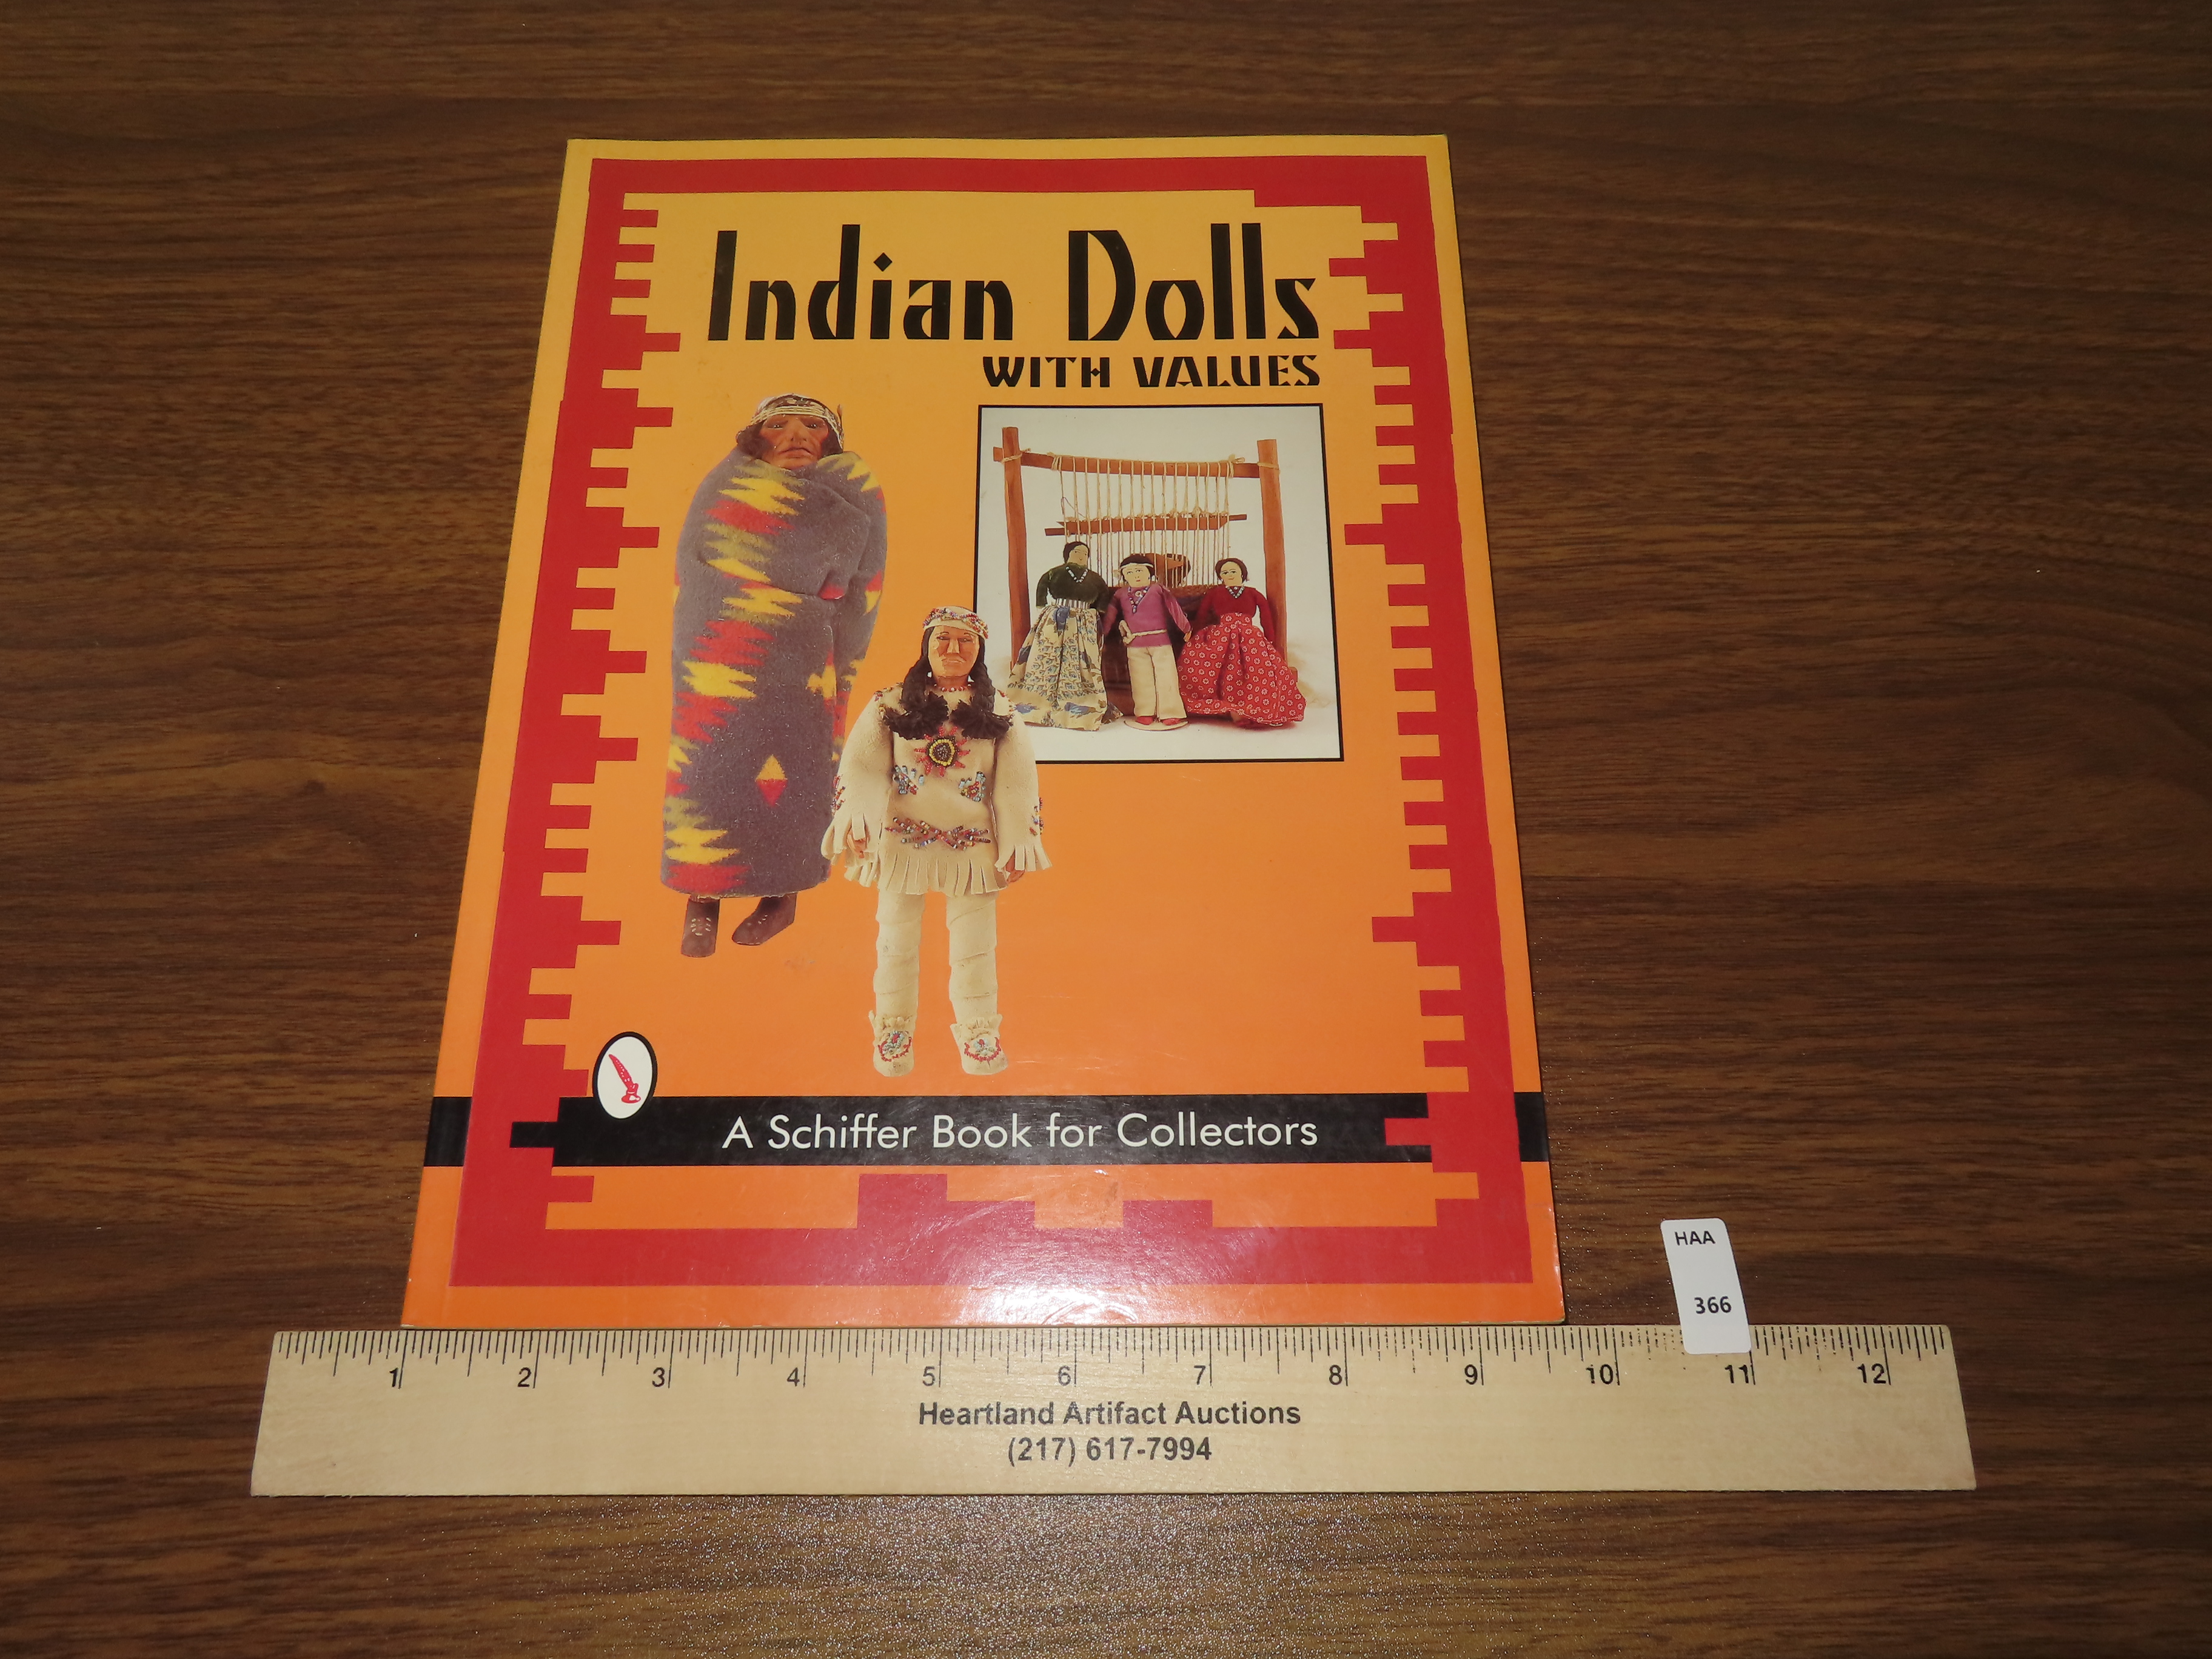 Indian Dolls
WITH VALUES
A Schiffer Book for Collectors
HAA
366
1 2 3 4 5 6 7 8 9 10 11 12
Heartland Artifact Auctions
(217) 617-7994